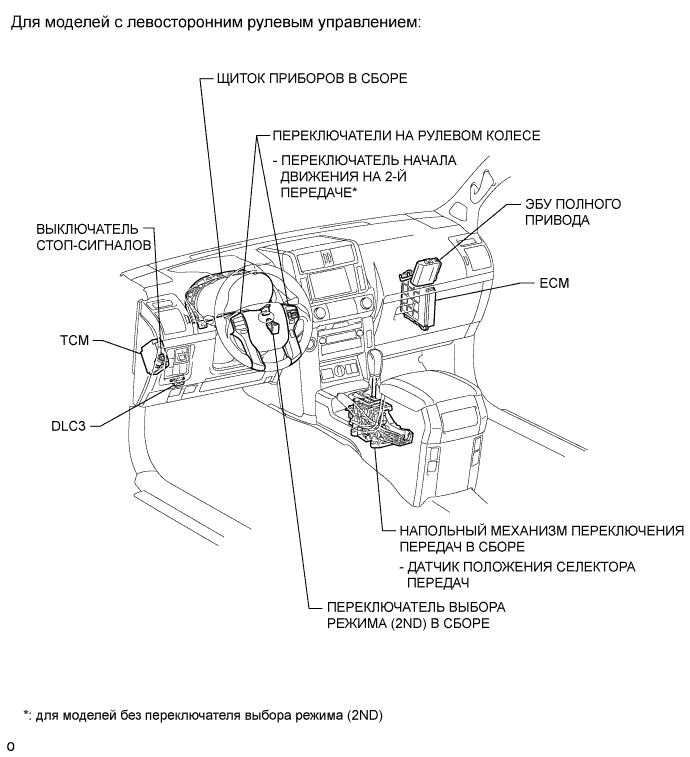 Для моделей с левосторонним рулевым управлением:
ЩИТОК ПРИБОРОВ В СБОРЕ
ПЕРЕКЛЮЧАТЕЛИ НА РУЛЕВОМ КОЛЕСЕ
- ПЕРЕКЛЮЧАТЕЛЬ НАЧАЛА
ДВИЖЕНИЯ НА 2-Й
ПЕРЕДАЧЕ*
ЭБУ ПОЛНОГО
ПРИВОДА
ВЫКЛЮЧАТЕЛЬ
СТОП-СИГНАЛОВ
ECM
TCM
DLC3
НАПОЛЬНЫЙ МЕХАНИЗМ ПЕРЕКЛЮЧЕНИЯ
ПЕРЕДАЧ В СБОРЕ
- ДАТЧИК ПОЛОЖЕНИЯ СЕЛЕКТОРА
ПЕРЕДАЧ
ПЕРЕКЛЮЧАТЕЛЬ ВЫБОРА
РЕЖИМА (2ND) В СБОРЕ
*: для моделей без переключателя выбора режима (2ND)
o